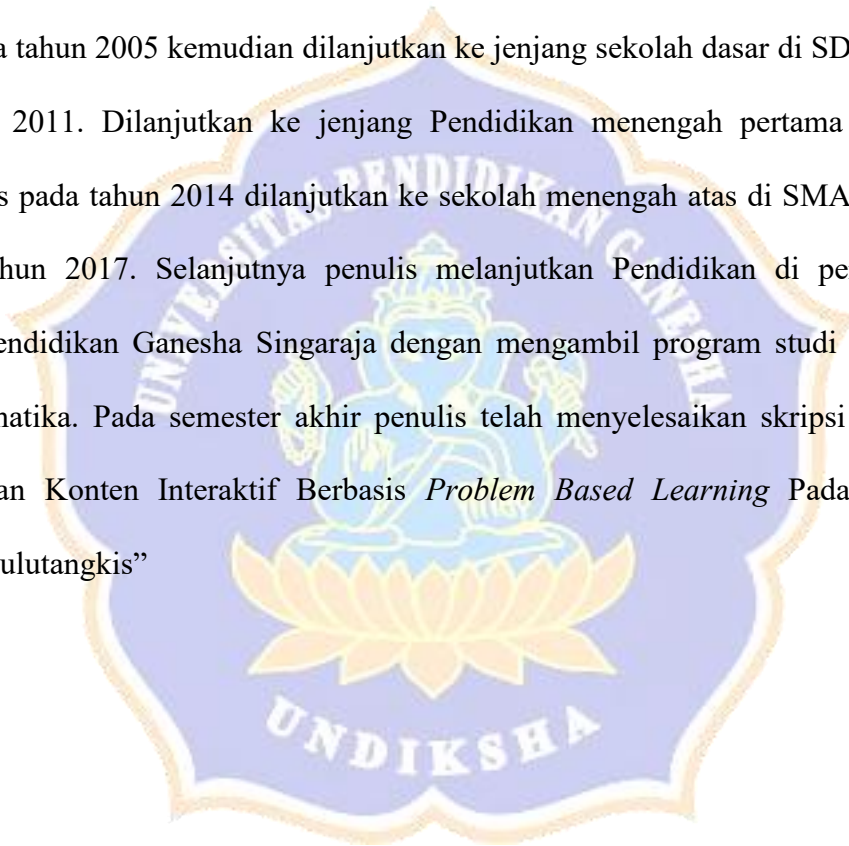 a tahun 2005 kemudian dilanjutkan ke jenjang sekolah dasar di SD
2011. Dilanjutkan ke jenjang Pendidikan menengah pertama
s pada tahun 2014 dilanjutkan ke sekolah menengah atas di SMA
hun 2017. Selanjutnya penulis melanjutkan Pendidikan di pe
endidikan Ganesha Singaraja dengan mengambil program studi
natika. Pada semester akhir penulis telah menyelesaikan skripsi
an Konten Interaktif Berbasis Problem Based Learning Pada
ulutangkis”
UNIVERSITAS PENDIDIKAN GANESHA
UNDIKSHA